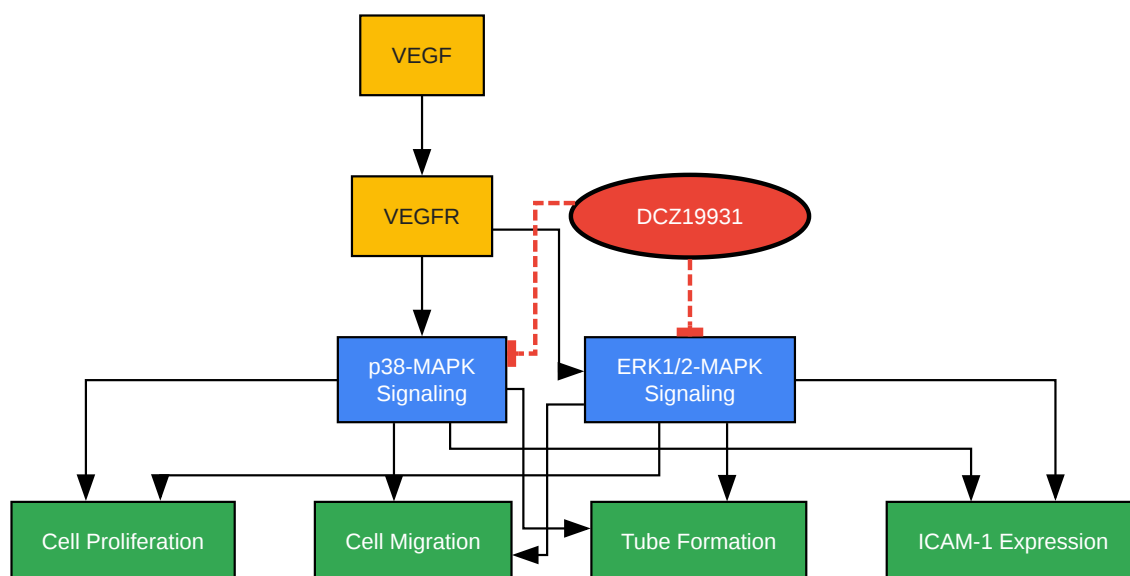 VEGF
VEGFR
DCZ19931
p38-MAPK
Signaling
ERK1/2-MAPK
Signaling
Cell Proliferation
Cell Migration
Tube Formation
ICAM-1 Expression